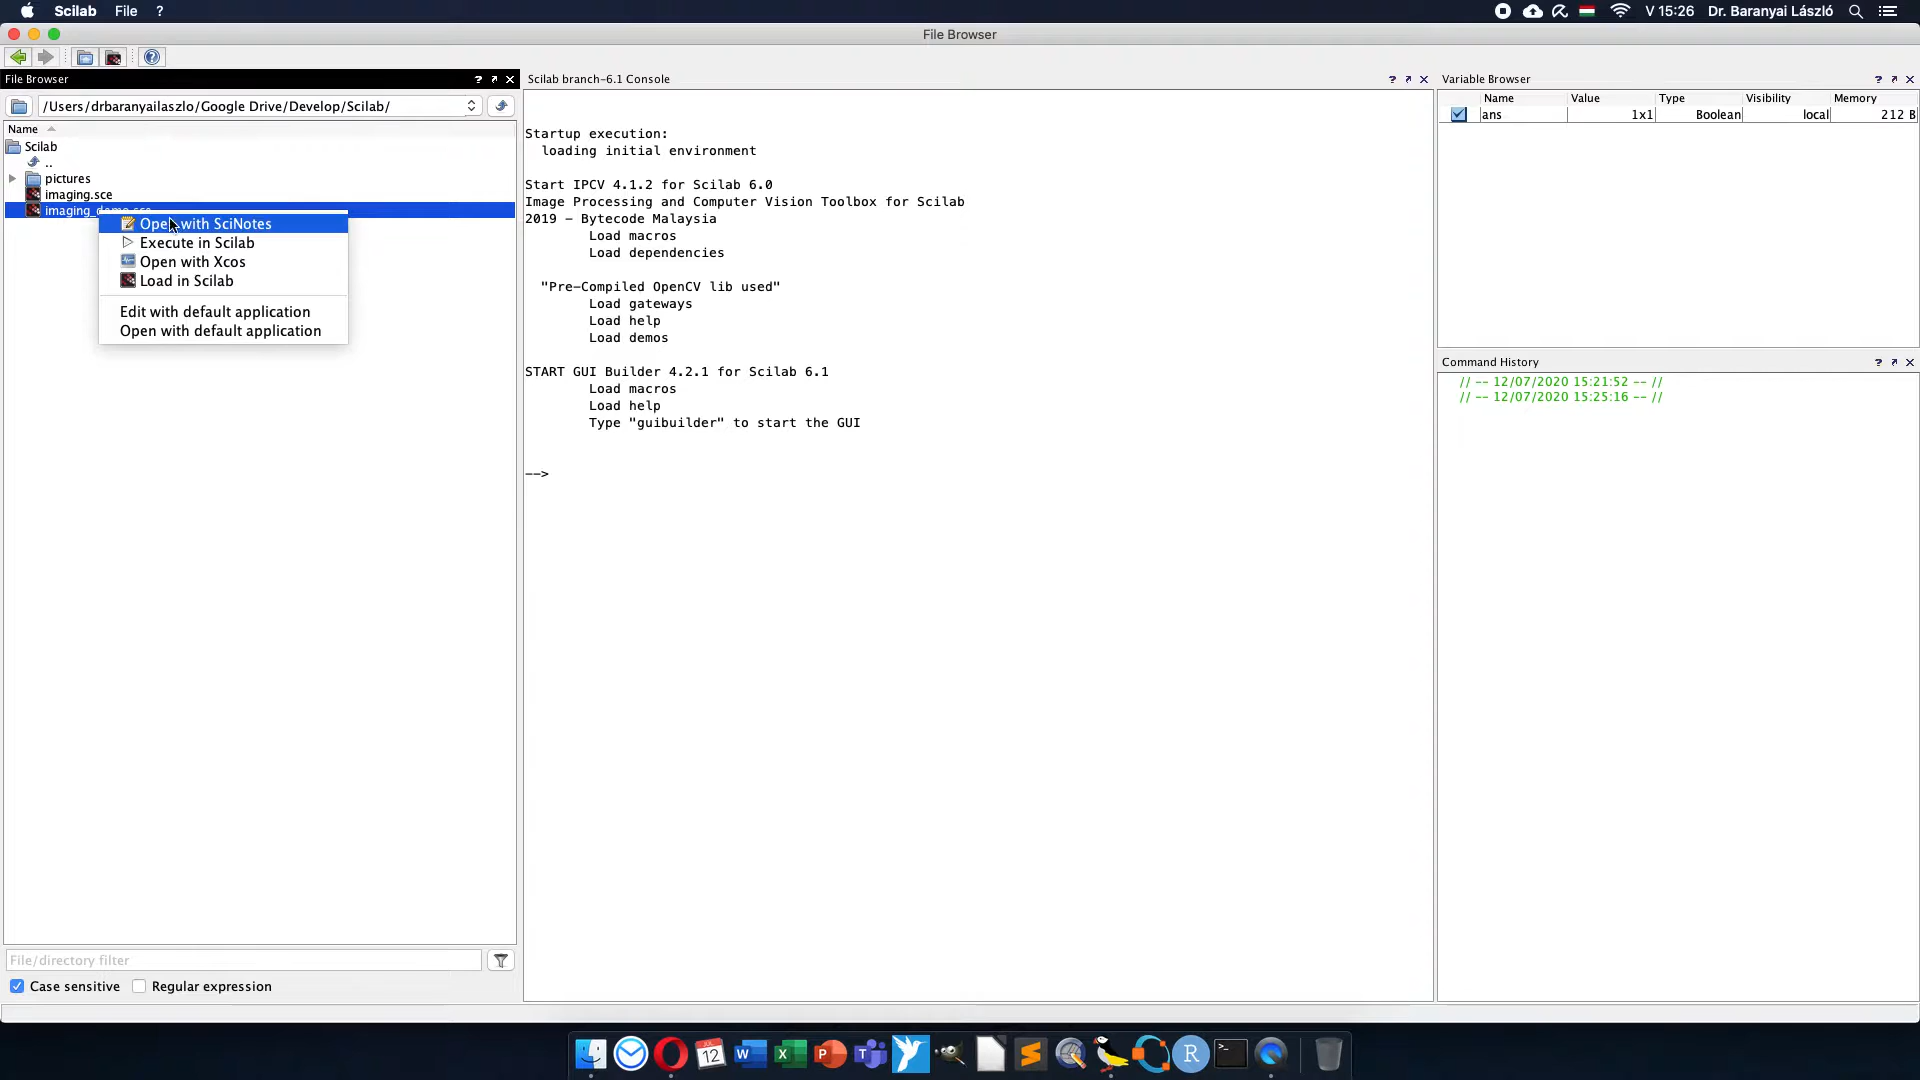 Scilab File ?
V 15:26 Dr. Baranyai László
File Browser
File Browser
/Users/drbaranyailaszlo/Google Drive/Develop/Scilab/
Name
Scilab
..
pictures
imaging.sce
imaging_demo.sce
Open with SciNotes
Execute in Scilab
Open with Xcos
Load in Scilab
Edit with default application
Open with default application
File/directory filter
Case sensitive
Regular expression
Scilab branch-6.1 Console
Startup execution:
loading initial environment
Start IPCV 4.1.2 for Scilab 6.0
Image Processing and Computer Vision Toolbox for Scilab
2019 - Bytecode Malaysia
Load macros
Load dependencies
"Pre-Compiled OpenCV lib used"
Load gateways
Load help
Load demos
START GUI Builder 4.2.1 for Scilab 6.1
Load macros
Load help
Type "guibuilder" to start the GUI
-->
Variable Browser
Name Value Type Visibility Memory
ans 1x1 Boolean local 212 B
Command History
// -- 12/07/2020 15:21:52 -- //
// -- 12/07/2020 15:25:16 -- //
JUL
12
W X P T R
>_